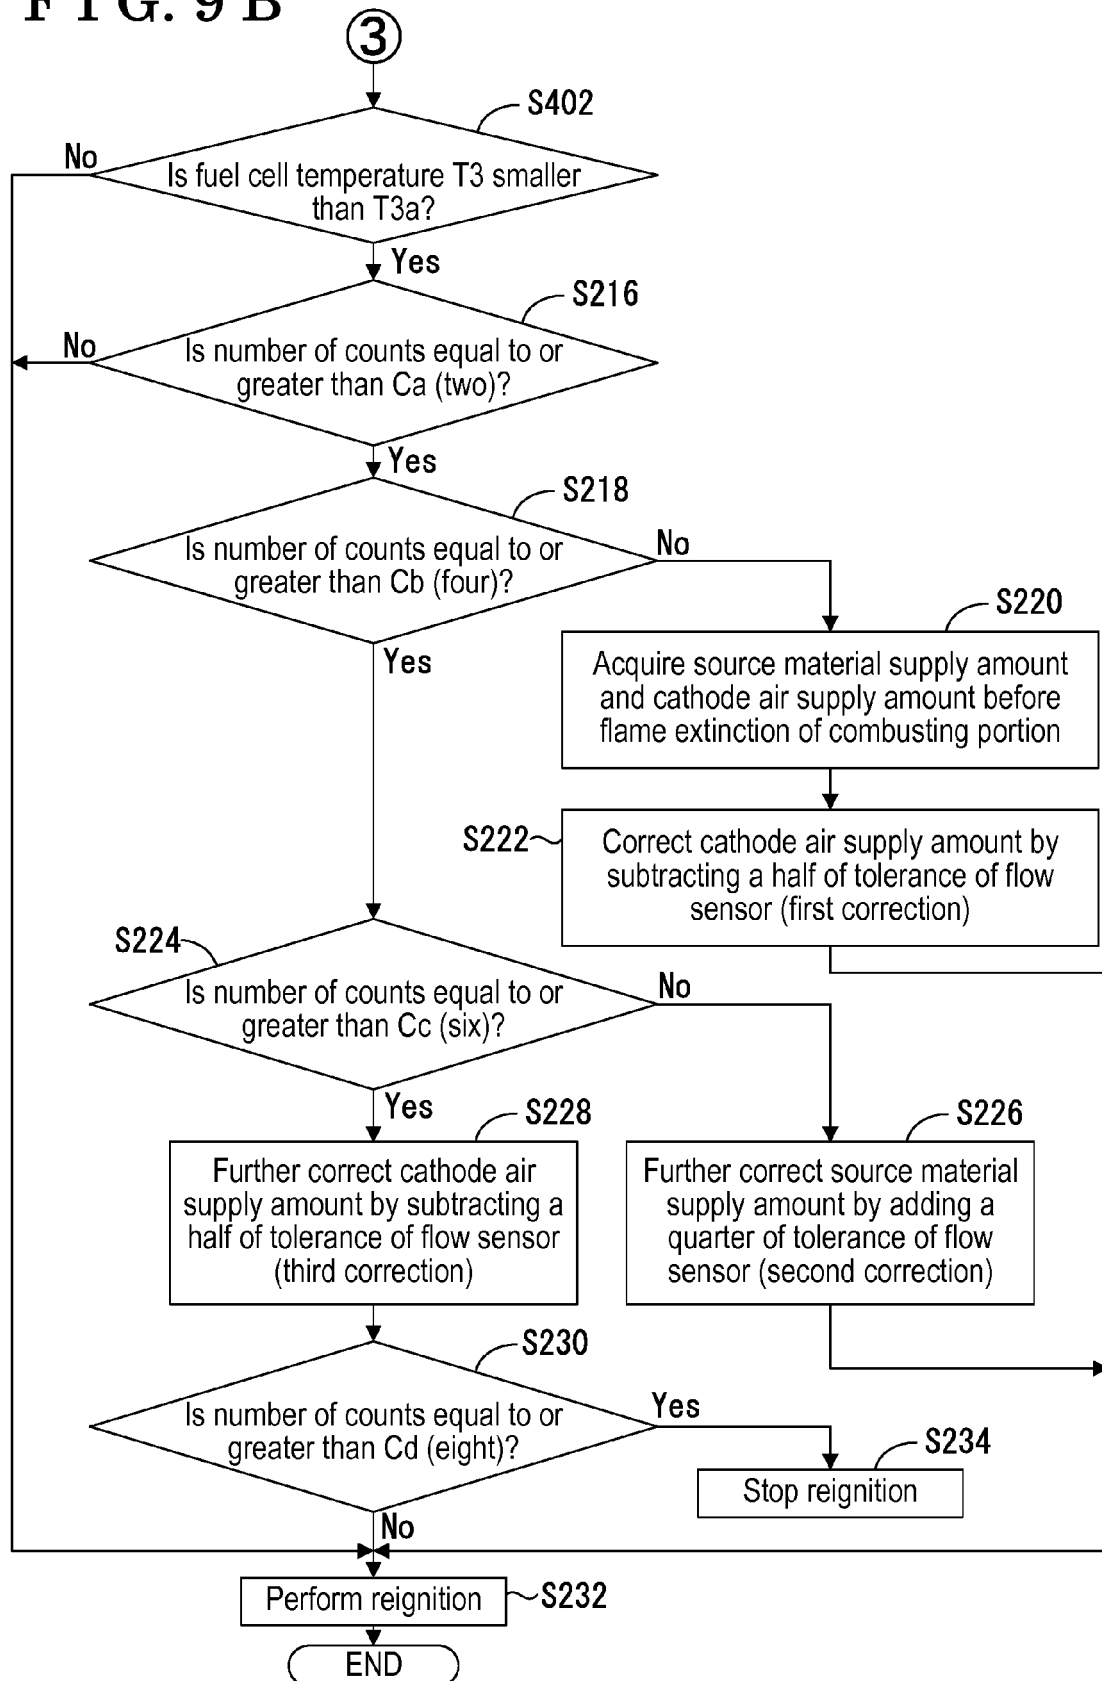 FIG. 9B
③
S402
No
Is fuel cell temperature T3 smaller
than T3a?
Yes
S216
No
Is number of counts equal to or
greater than Ca (two)?
Yes
S218
Is number of counts equal to or
greater than Cb (four)?
No
Yes
S220
Acquire source material supply amount
and cathode air supply amount before
flame extinction of combusting portion
S222
Correct cathode air supply amount by
subtracting a half of tolerance of flow
sensor (first correction)
S224
Is number of counts equal to or
greater than Cc (six)?
No
Yes
S228
Further correct cathode air
supply amount by subtracting a
half of tolerance of flow sensor
(third correction)
S226
Further correct source material
supply amount by adding a
quarter of tolerance of flow
sensor (second correction)
S230
Is number of counts equal to or
greater than Cd (eight)?
Yes
S234
Stop reignition
No
Perform reignition
S232
END